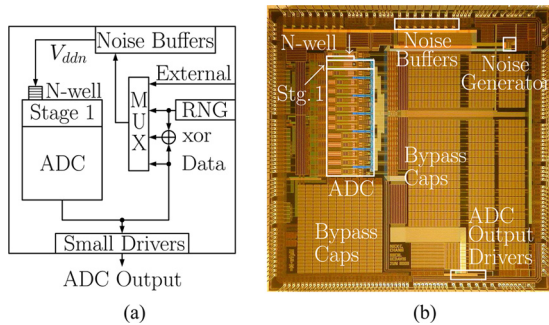 Noise Buffers
V_ddn
N-well
External
Stage 1
MUX
RNG
xor
ADC
Data
Small Drivers
ADC Output
(a)
N-well
Noise
Buffers
Noise
Generator
Stg. 1
ADC
Bypass
Caps
Bypass
Caps
ADC
Output
Drivers
(b)